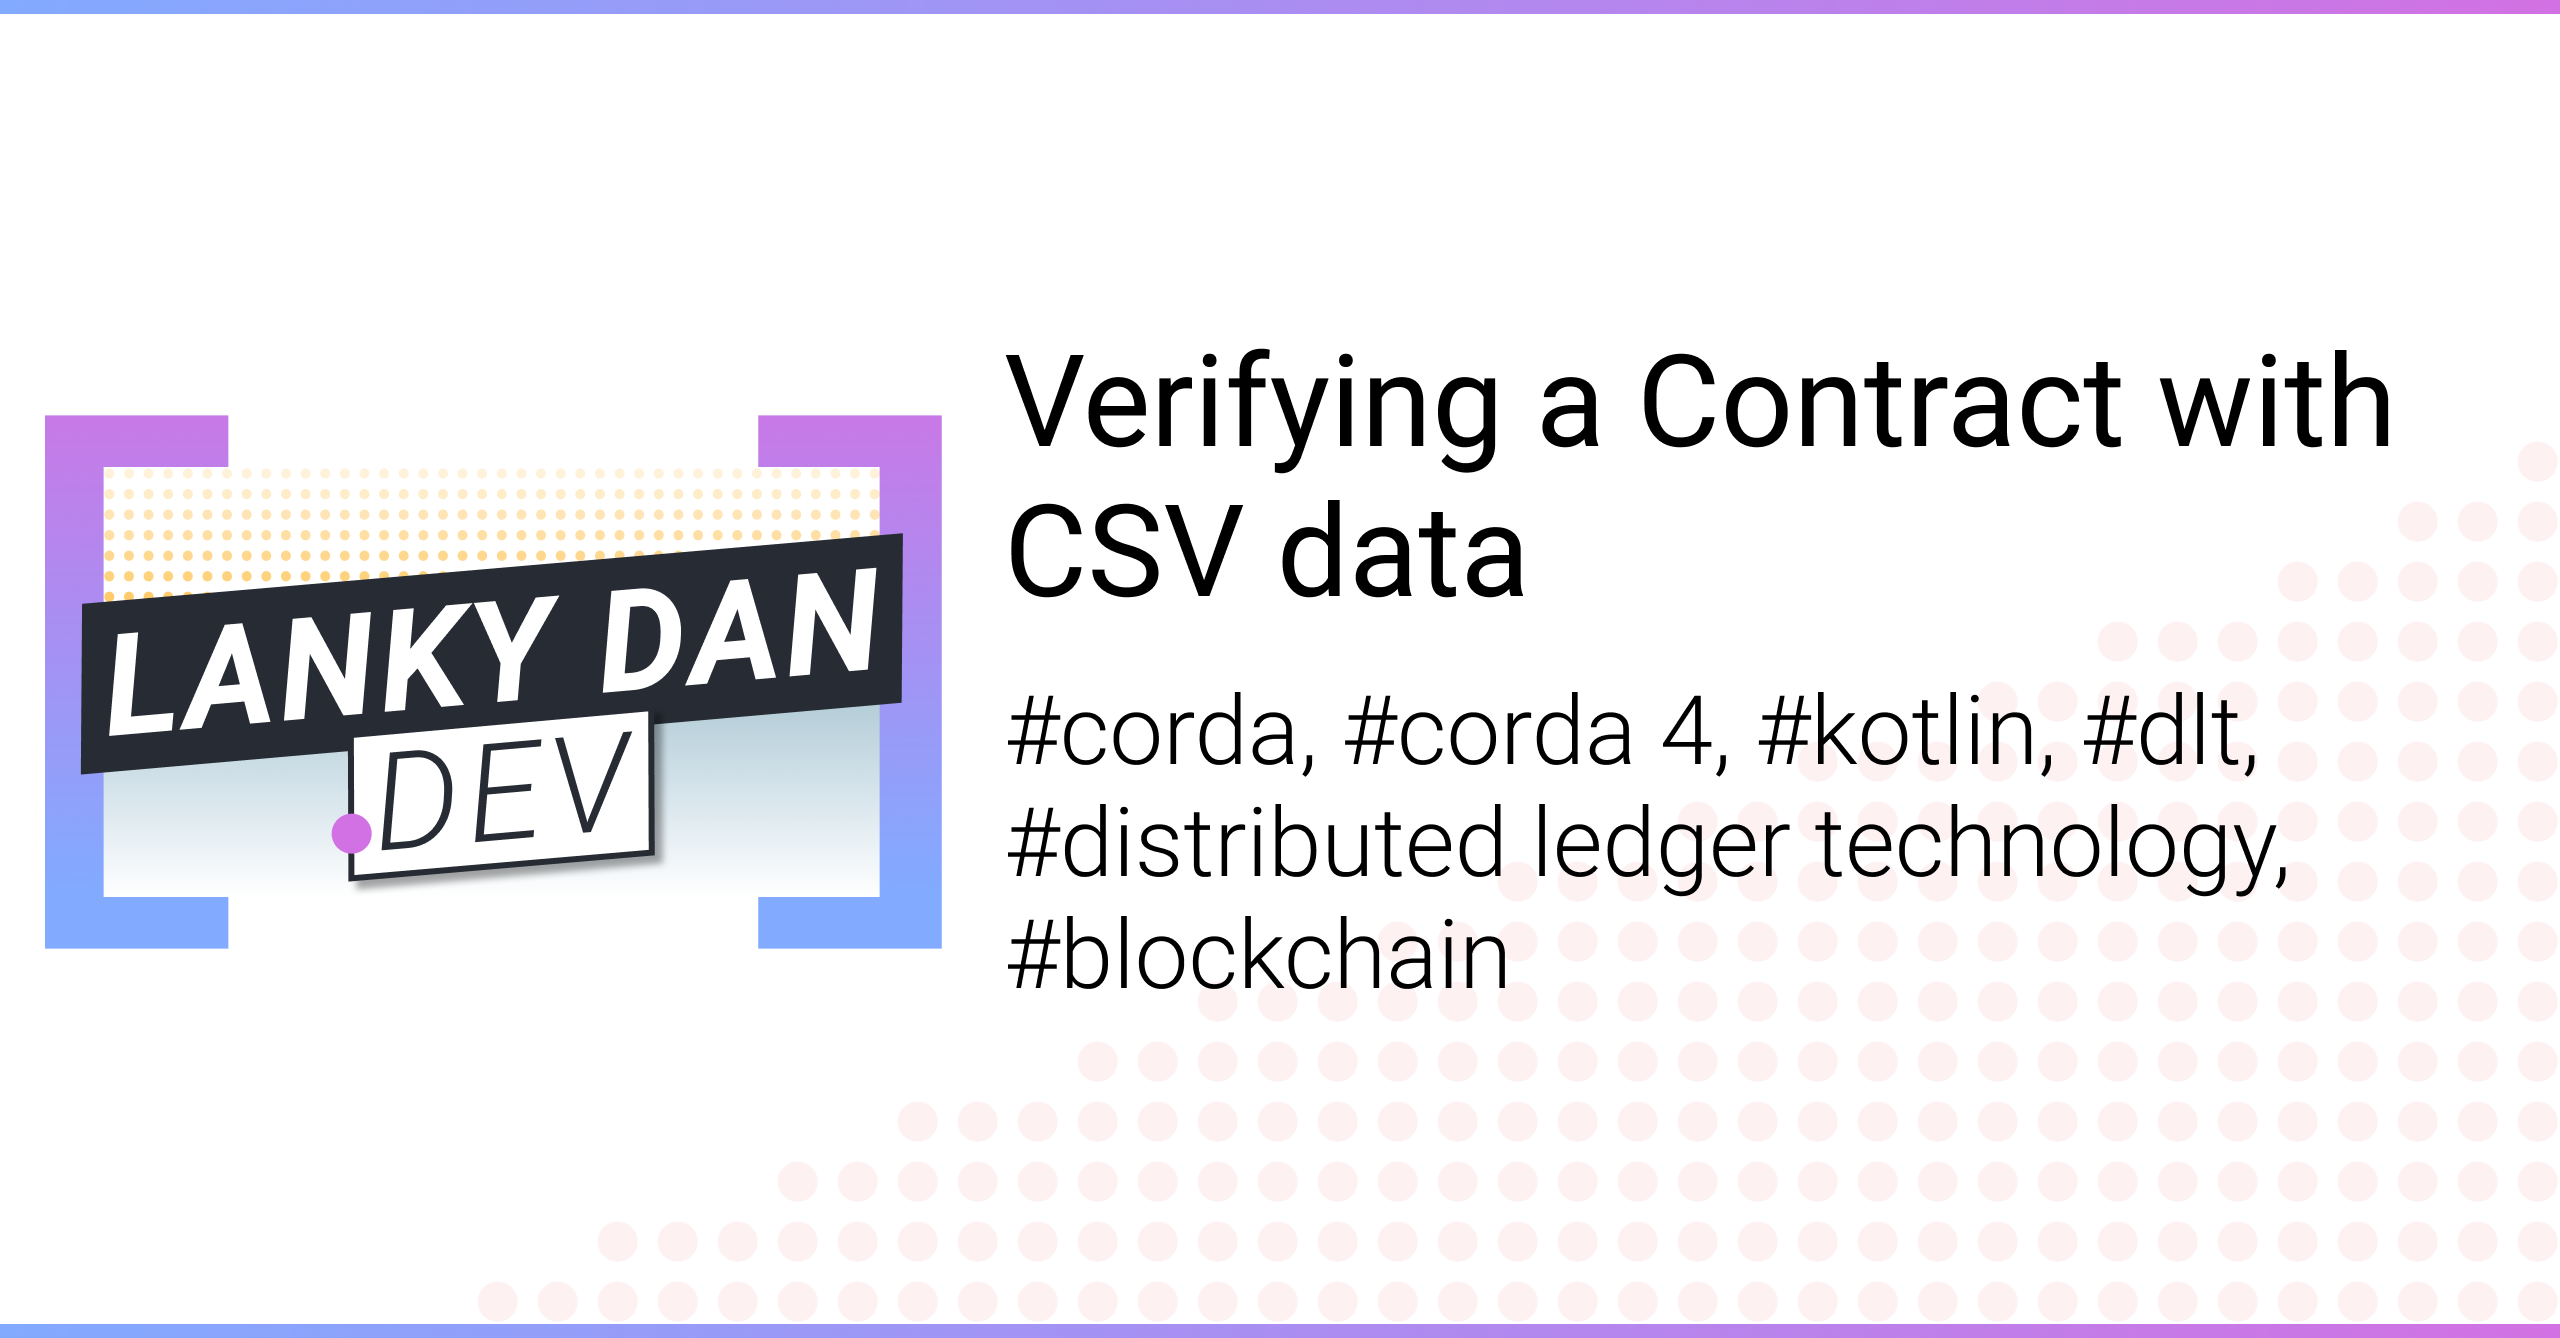 LANKY DAN
.DEV
Verifying a Contract with
CSV data
#corda, #corda 4, #kotlin, #dlt,
#distributed ledger technology,
#blockchain